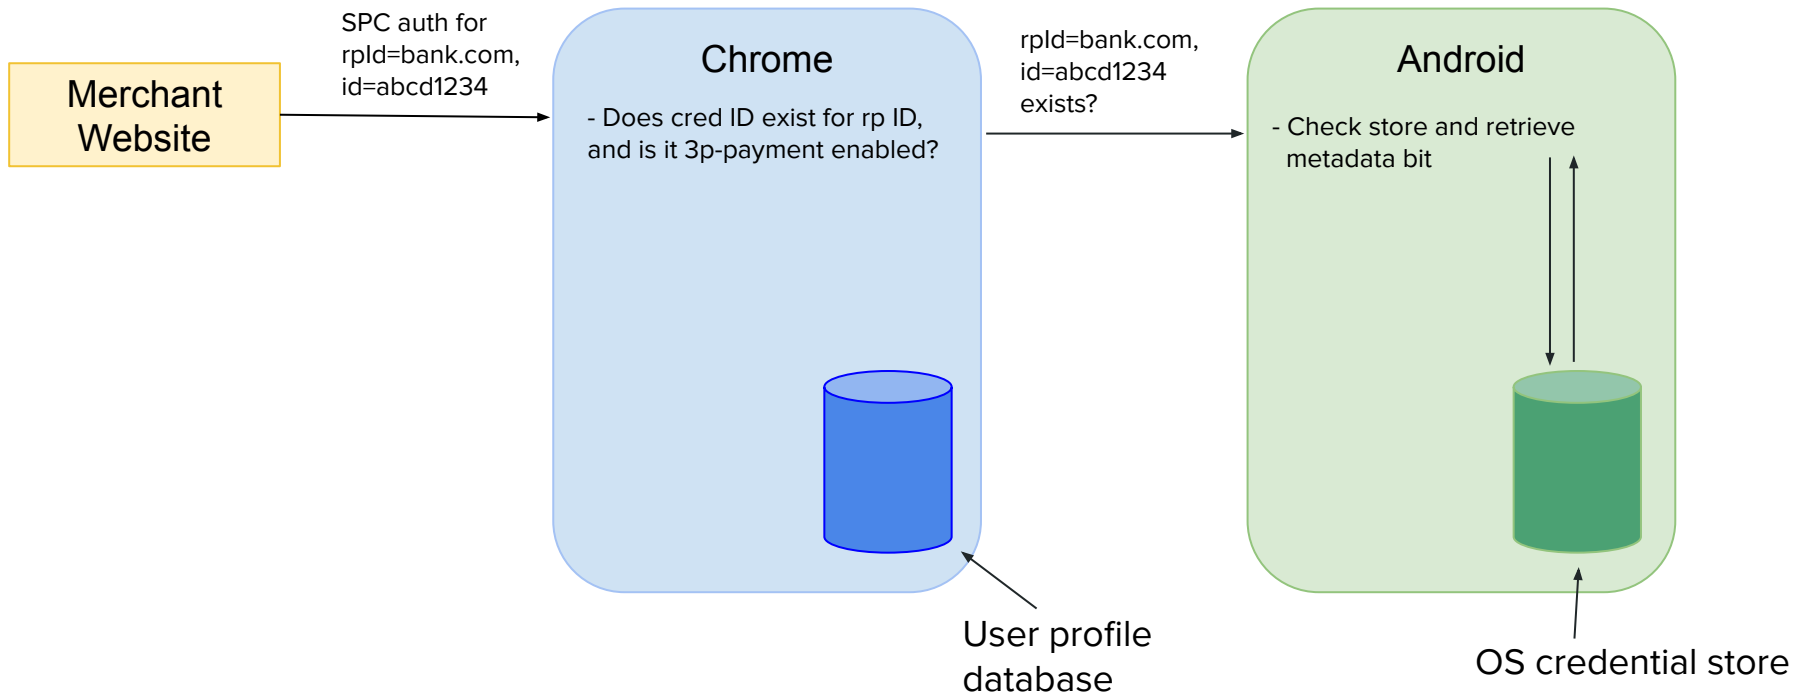 SPC auth for
rpId=bank.com,
id=abcd1234
Merchant
Website
Chrome
- Does cred ID exist for rp ID,
and is it 3p-payment enabled?
rpId=bank.com,
id=abcd1234
exists?
Android
- Check store and retrieve
metadata bit
User profile
database
OS credential store